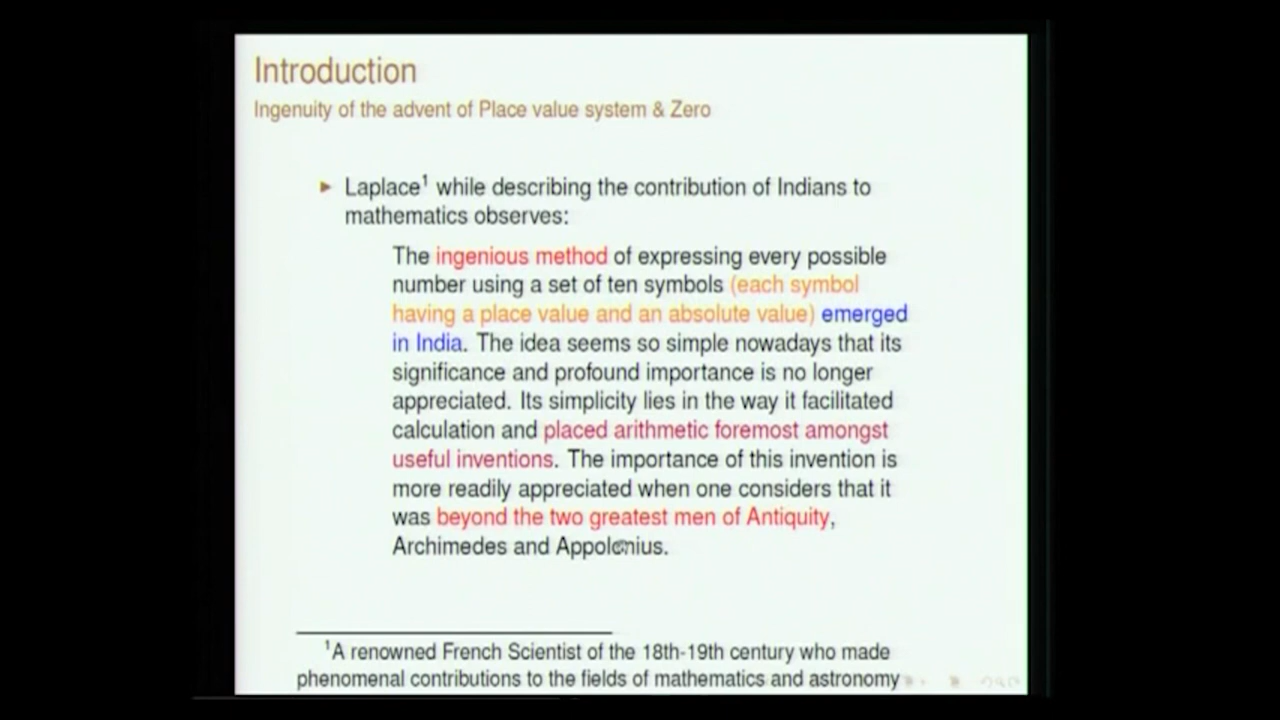 Introduction
Ingenuity of the advent of Place value system & Zero
► Laplace¹ while describing the contribution of Indians to
mathematics observes:
The ingenious method of expressing every possible
number using a set of ten symbols (each symbol
having a place value and an absolute value) emerged
in India. The idea seems so simple nowadays that its
significance and profound importance is no longer
appreciated. Its simplicity lies in the way it facilitated
calculation and placed arithmetic foremost amongst
useful inventions. The importance of this invention is
more readily appreciated when one considers that it
was beyond the two greatest men of Antiquity,
Archimedes and Appolonius.
¹A renowned French Scientist of the 18th-19th century who made
phenomenal contributions to the fields of mathematics and astronomy